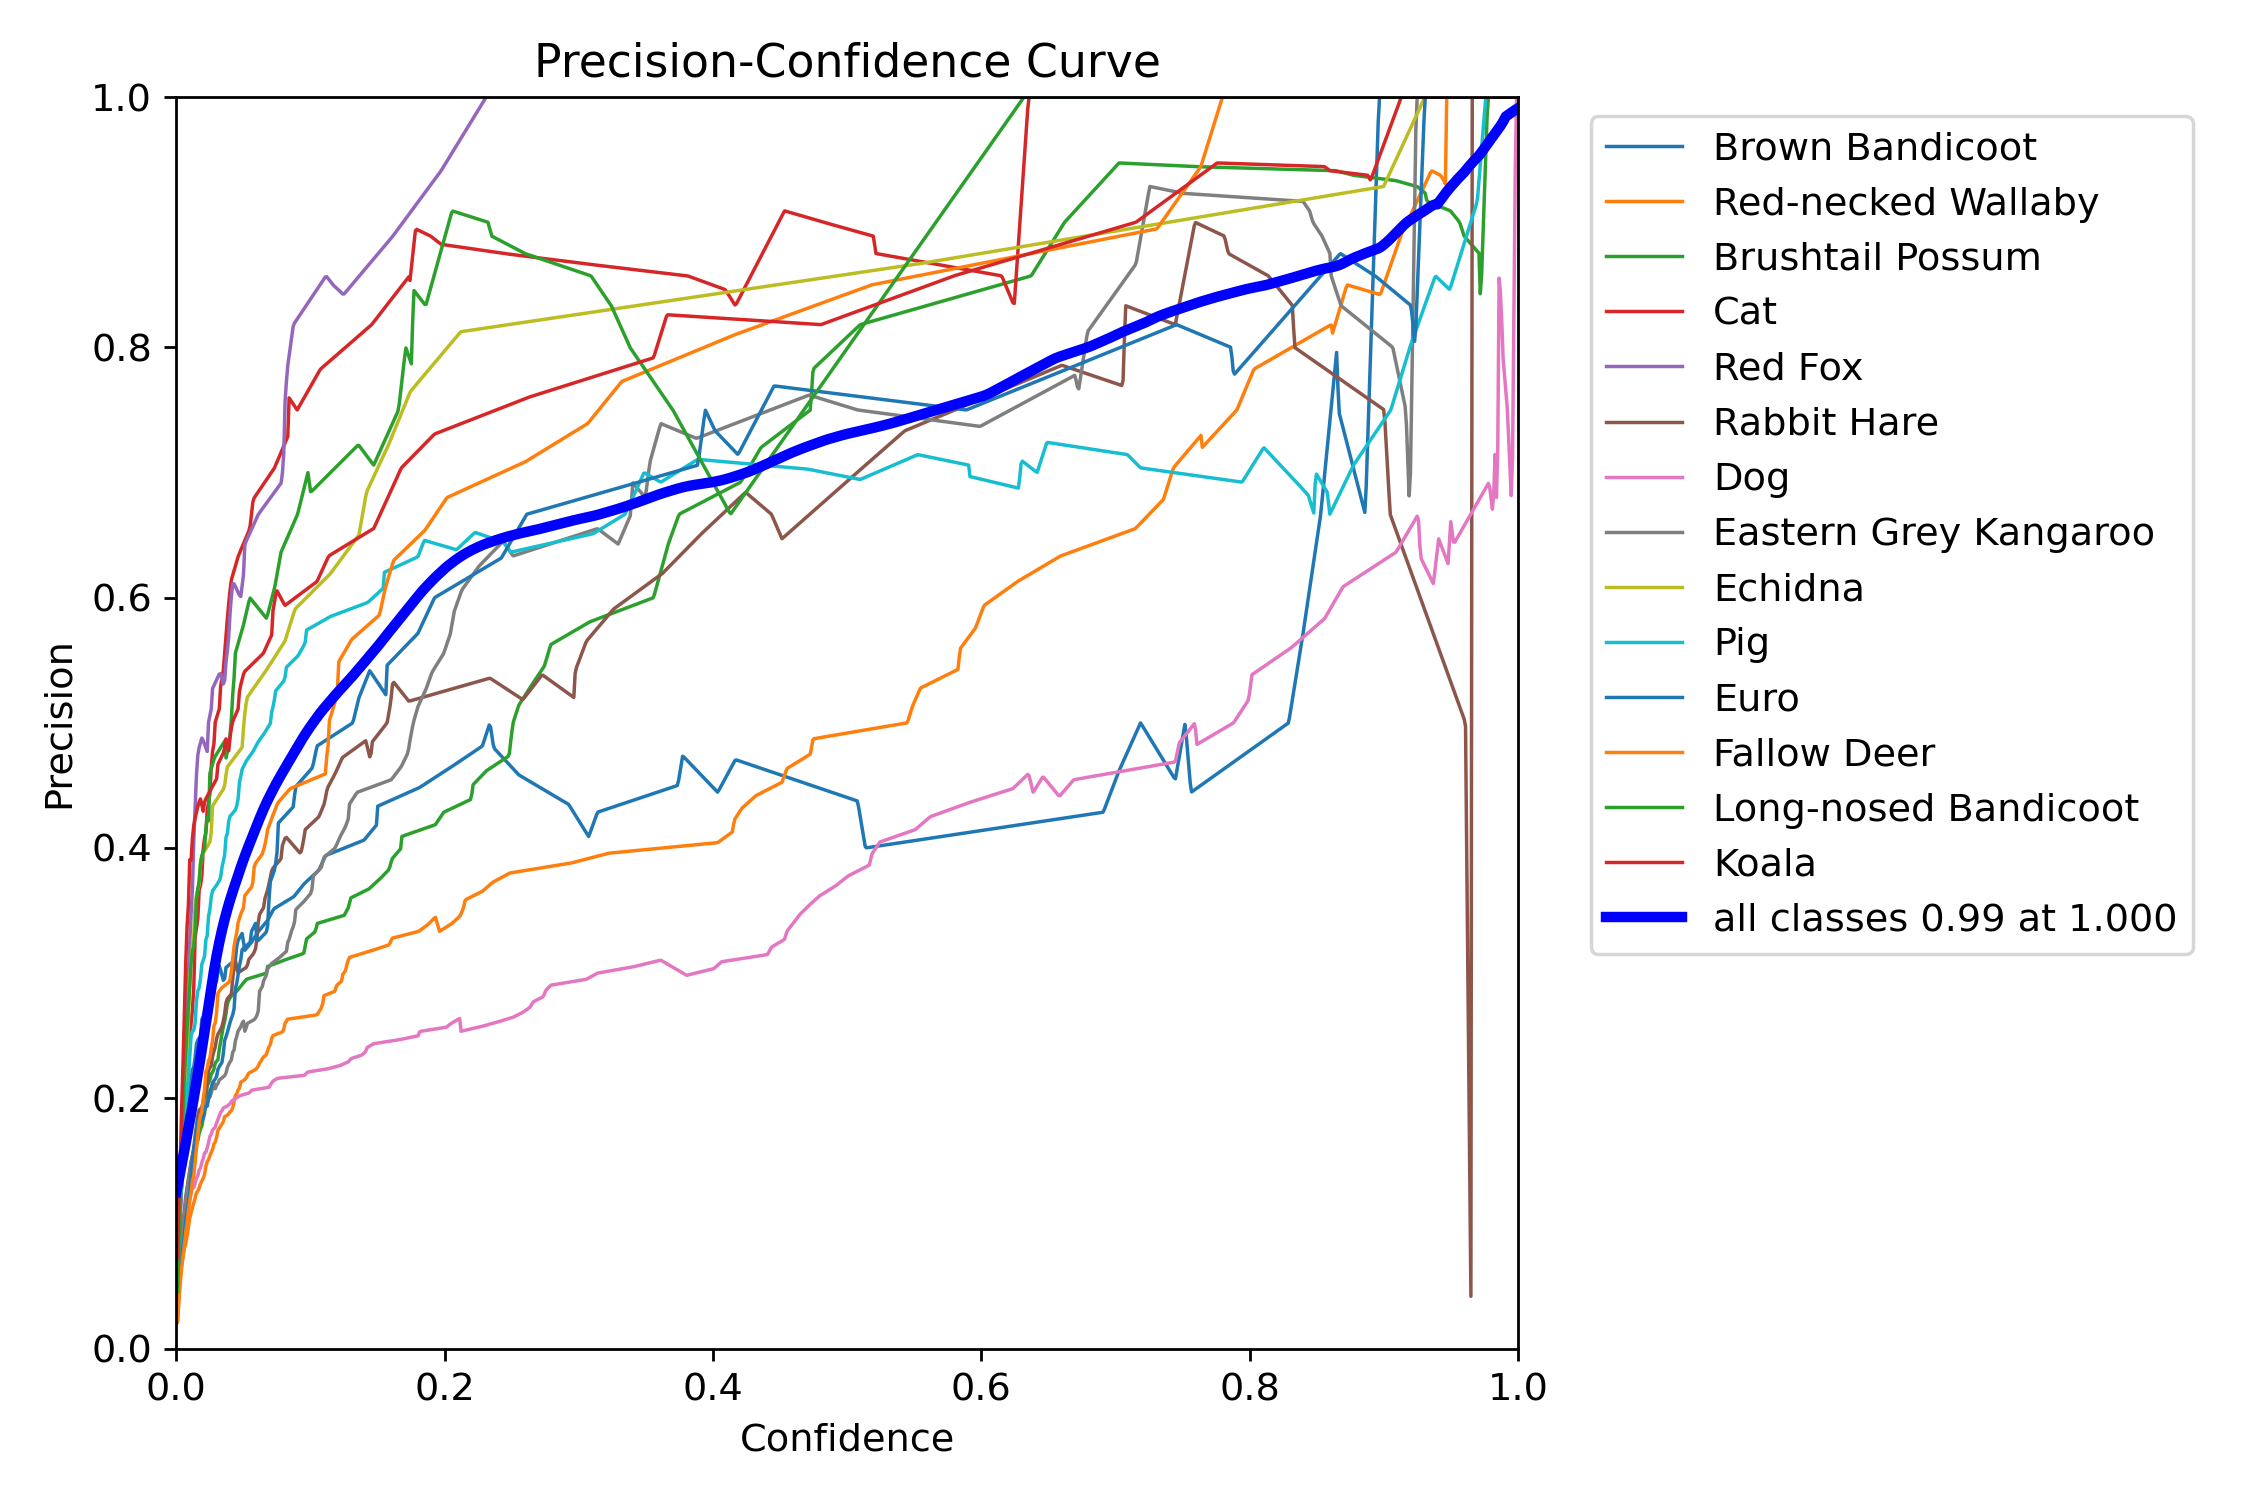 Precision-Confidence Curve
1.0
0.8
0.6
0.4
0.2
0.0
Precision
0.0 0.2 0.4 0.6 0.8 1.0
Confidence
Brown Bandicoot
Red-necked Wallaby
Brushtail Possum
Cat
Red Fox
Rabbit Hare
Dog
Eastern Grey Kangaroo
Echidna
Pig
Euro
Fallow Deer
Long-nosed Bandicoot
Koala
all classes 0.99 at 1.000